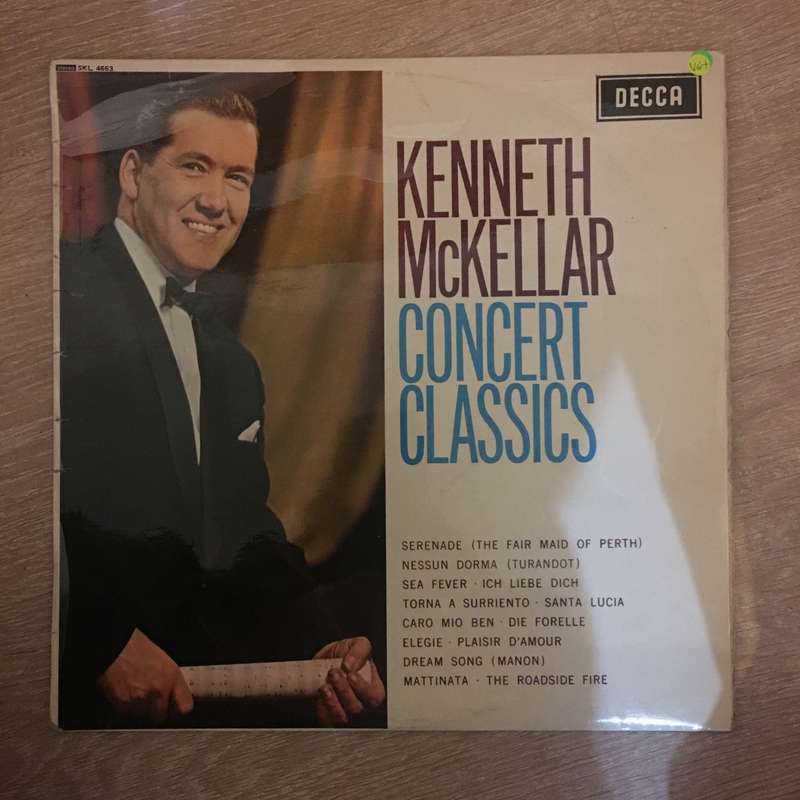 STEREO SKL 4663
VG+
DECCA
KENNETH
McKELLAR
CONCERT
CLASSICS
SERENADE (THE FAIR MAID OF PERTH)
NESSUN DORMA (TURANDOT)
SEA FEVER · ICH LIEBE DICH
TORNA A SURRIENTO · SANTA LUCIA
CARO MIO BEN · DIE FORELLE
ELEGIE · PLAISIR D'AMOUR
DREAM SONG (MANON)
MATTINATA · THE ROADSIDE FIRE